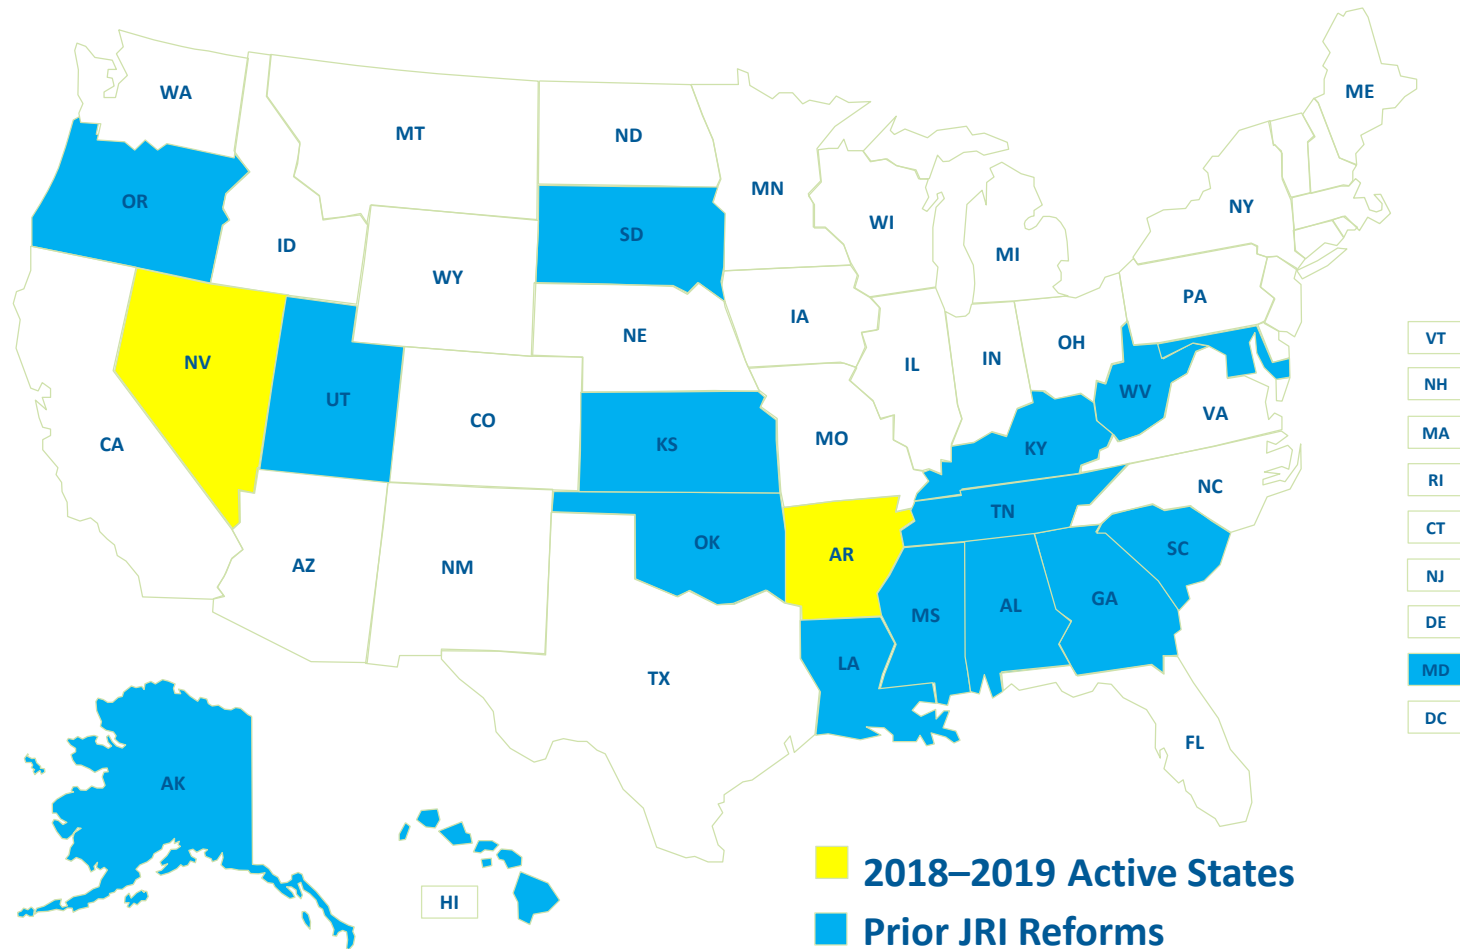 WA
MT
ND
MN
ME
OR
ID
SD
WI
MI
NY
WY
NV
UT
NE
IA
IL
IN
OH
PA
VT
NH
CA
CO
KS
MO
KY
WV
VA
MA
RI
NC
TN
CT
AZ
NM
OK
AR
SC
NJ
MS
AL
GA
DE
LA
MD
TX
DC
FL
AK
HI
2018–2019 Active States
Prior JRI Reforms